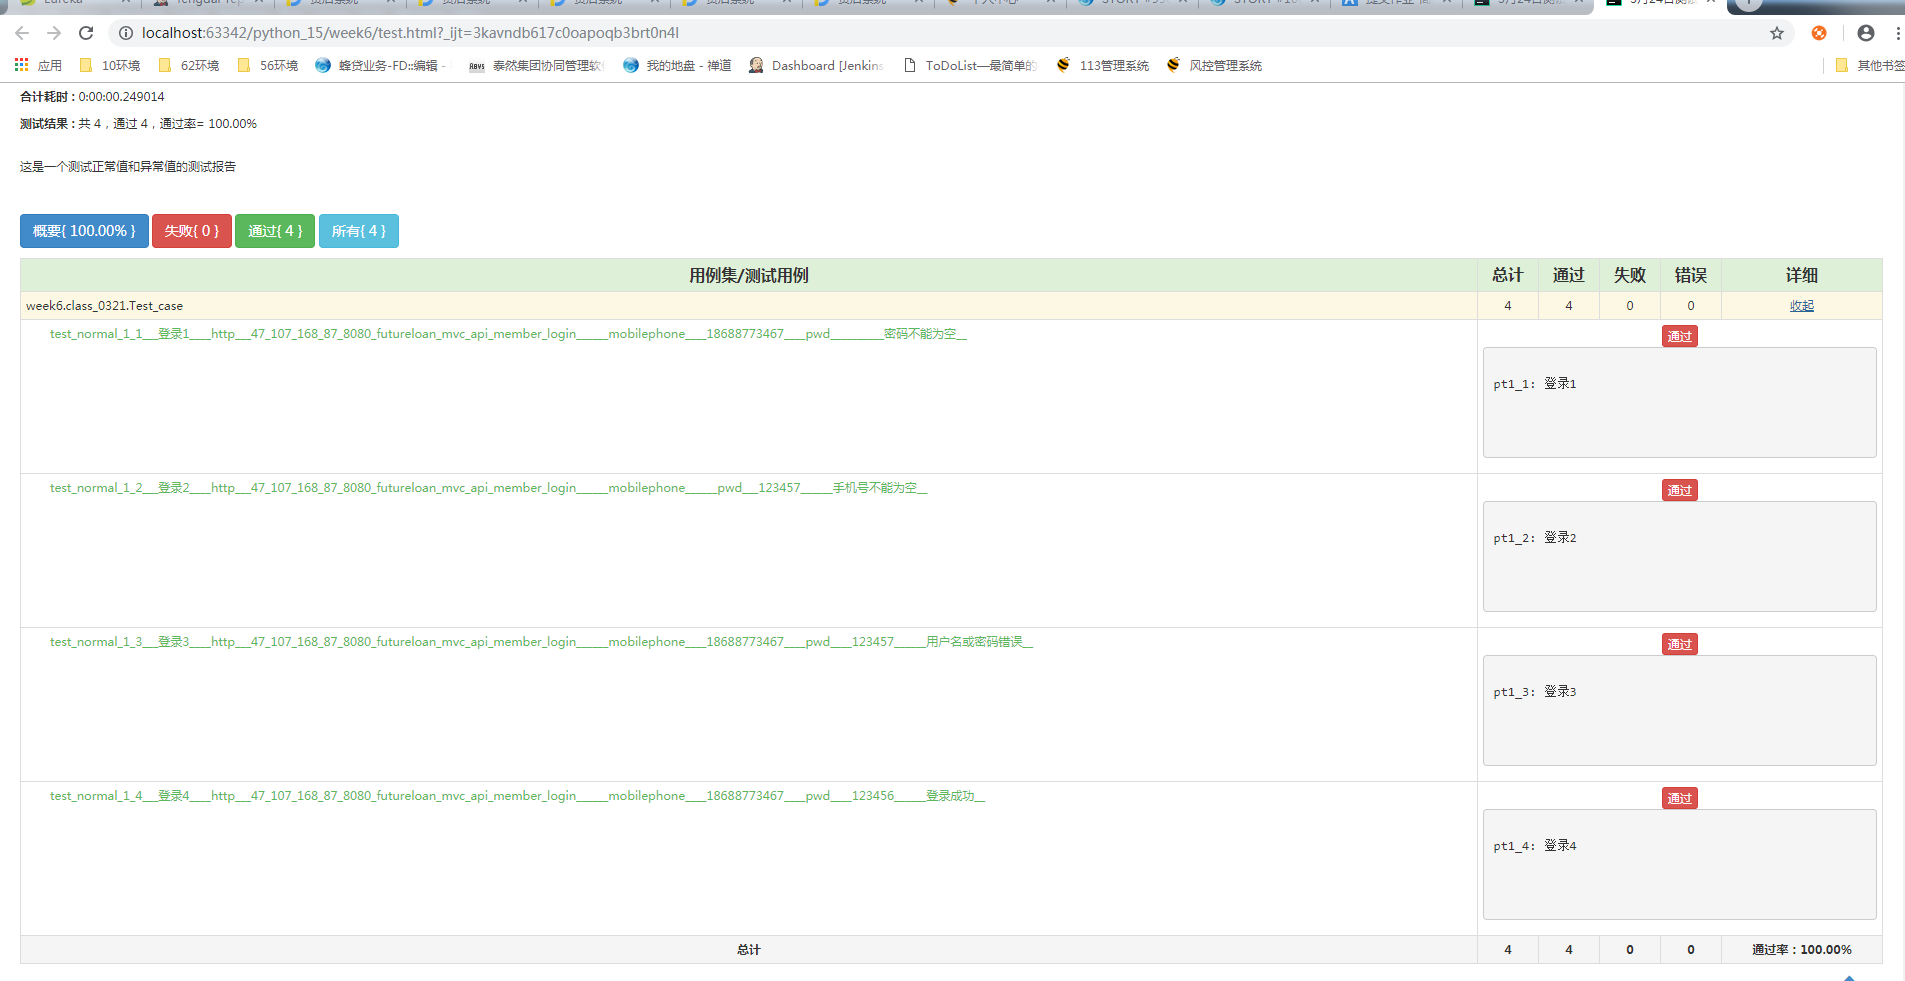 localhost:63342/python_15/week6/test.html?_ijt=3kavndb617c0oapoqb3brt0n4l
应用 10环境 62环境 56环境 蜂贷业务-FD::编辑 - 泰然集团协同管理软 我的地盘 - 禅道 Dashboard [Jenkins ToDoList—最简单的 113管理系统 风控管理系统 其他书签
合计耗时 : 0:00:00.249014
测试结果 : 共 4，通过 4，通过率= 100.00%
这是一个测试正常值和异常值的测试报告
概要{ 100.00% } 失败{ 0 } 通过{ 4 } 所有{ 4 }
用例集/测试用例 总计 通过 失败 错误 详细
week6.class_0321.Test_case 4 4 0 0 收起
test_normal_1_1___登录1____http___47_107_168_87_8080_futureloan_mvc_api_member_login______mobilephone____18688773467____pwd__________密码不能为空__ 通过
pt1_1: 登录1
test_normal_1_2___登录2____http___47_107_168_87_8080_futureloan_mvc_api_member_login______mobilephone______pwd___123457______手机号不能为空__ 通过
pt1_2: 登录2
test_normal_1_3___登录3____http___47_107_168_87_8080_futureloan_mvc_api_member_login______mobilephone____18688773467____pwd____123457______用户名或密码错误__ 通过
pt1_3: 登录3
test_normal_1_4___登录4____http___47_107_168_87_8080_futureloan_mvc_api_member_login______mobilephone____18688773467____pwd____123456______登录成功__ 通过
pt1_4: 登录4
总计 4 4 0 0 通过率：100.00%